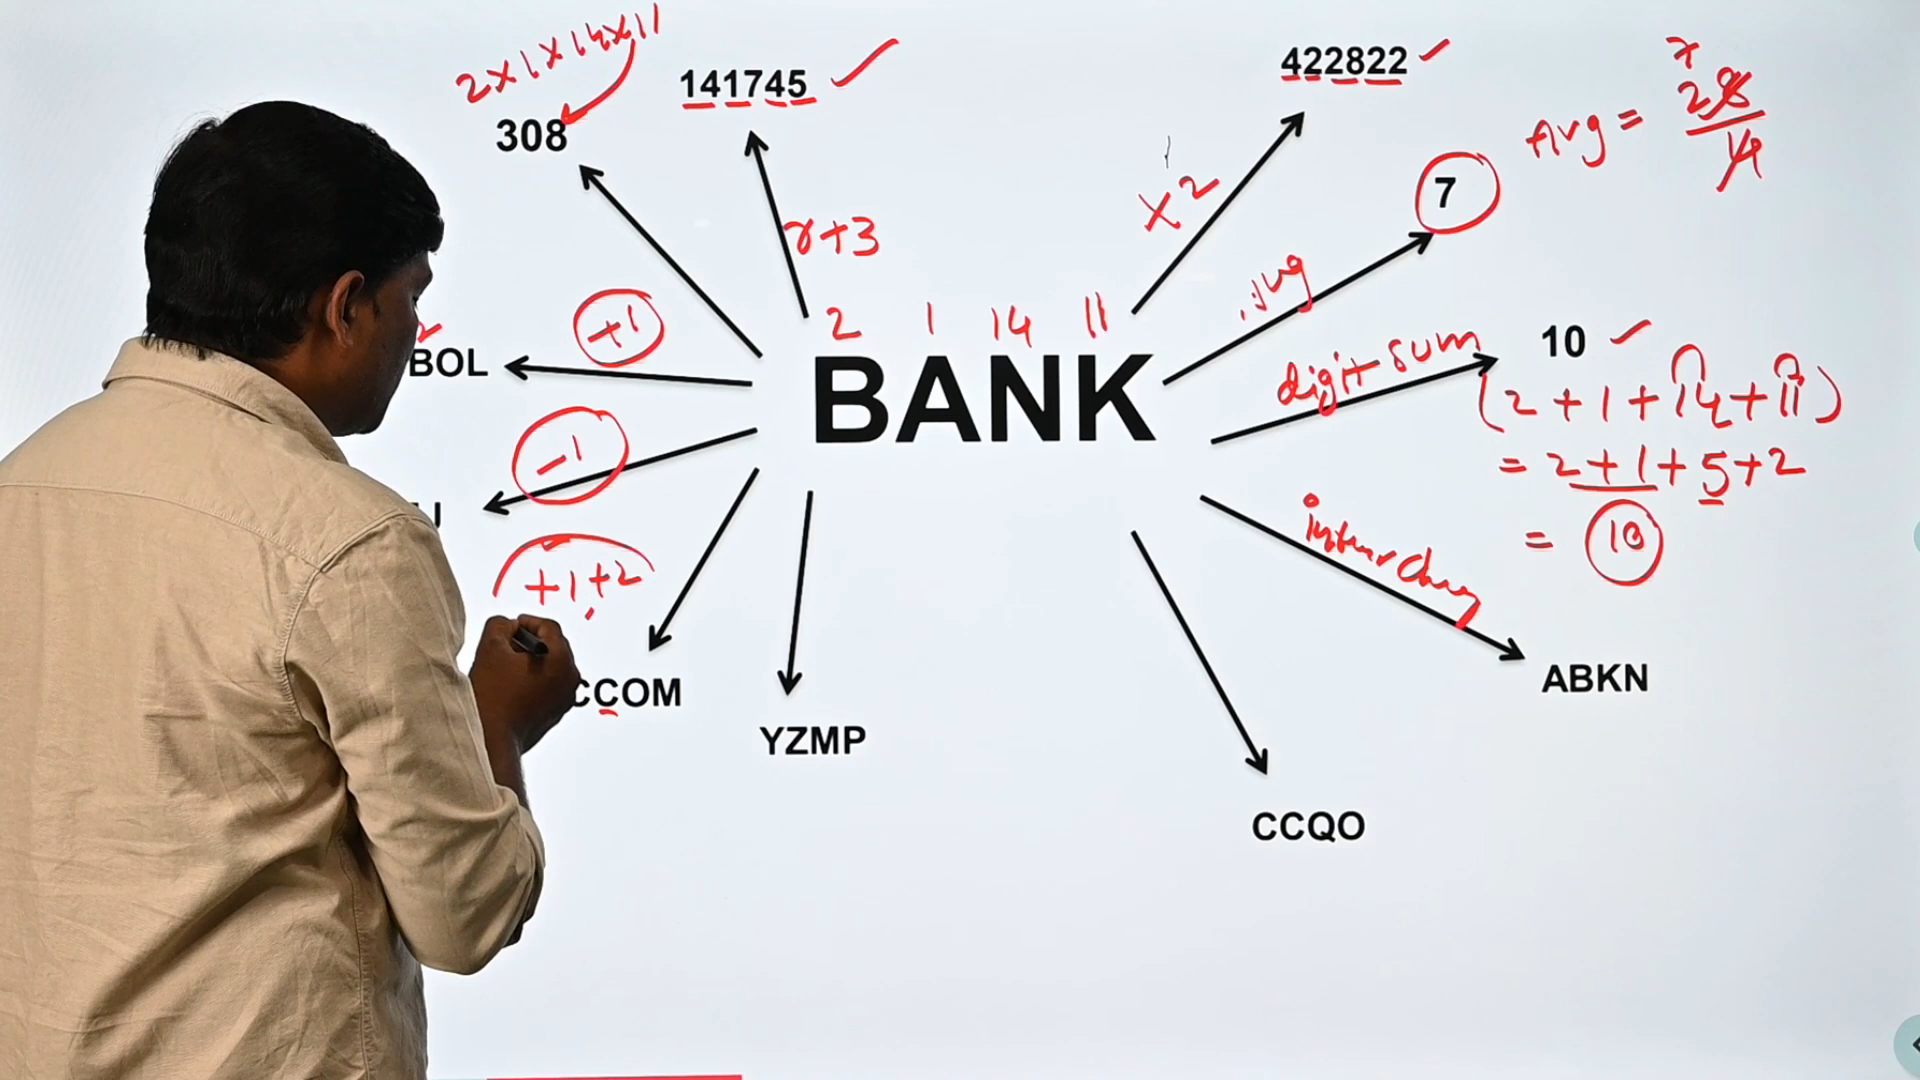 2×1×14×11
308
141745
422822
Avg = 28/4
7
7
×2
r+3
Avg
+1
2 1 14 11
BANK
BOL
digit sum
10
(2+1+14+11)
= 2+1+5+2
= 10
-1
+1+2
interchang
CCOM
YZMP
ABKN
CCQO